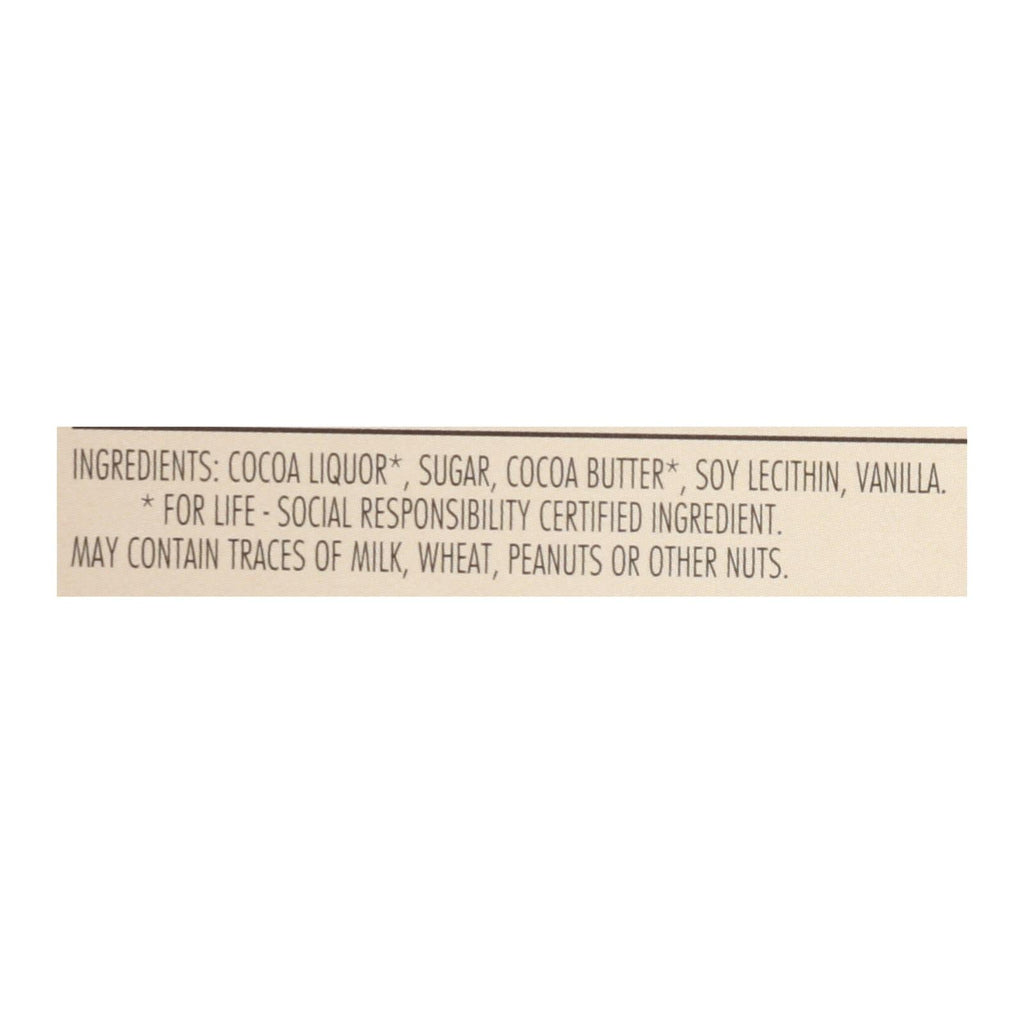 INGREDIENTS: COCOA LIQUOR*, SUGAR, COCOA BUTTER*, SOY LECITHIN, VANILLA.
* FOR LIFE - SOCIAL RESPONSIBILITY CERTIFIED INGREDIENT.
MAY CONTAIN TRACES OF MILK, WHEAT, PEANUTS OR OTHER NUTS.